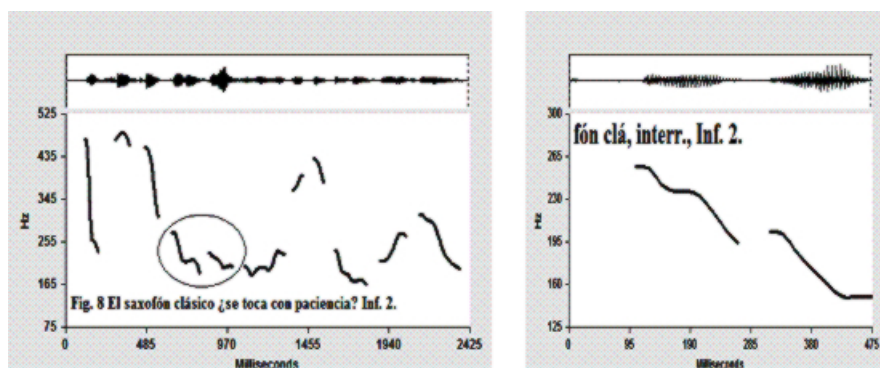 525
435
345
255
165
75
Hz
Fig. 8 El saxofón clásico ¿se toca con paciencia? Inf. 2.
0 485 970 1455 1940 2425
Milliseconds
300
265
230
195
160
125
Hz
fón clá, interr., Inf. 2.
0 95 190 285 380 475
Milliseconds